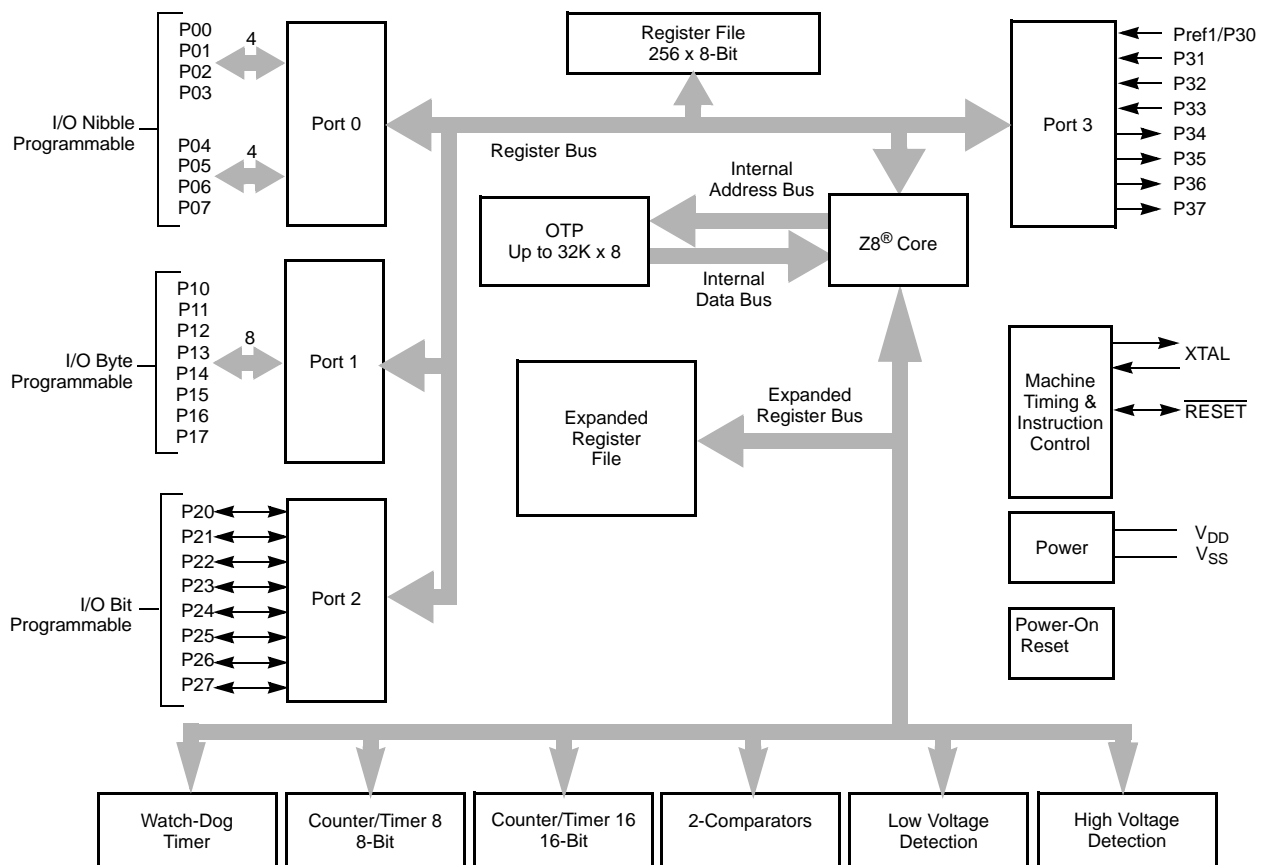 P00
P01
P02
P03
4
I/O Nibble
Programmable
P04
P05
P06
P07
4
Port 0
Register File
256 x 8-Bit
Register Bus
Port 3
Pref1/P30
P31
P32
P33
P34
P35
P36
P37
Internal
Address Bus
OTP
Up to 32K x 8
Z8® Core
Internal
Data Bus
P10
P11
P12
P13
P14
P15
P16
P17
8
I/O Byte
Programmable
Port 1
Expanded
Register
File
Expanded
Register Bus
Machine
Timing &
Instruction
Control
XTAL
RESET
P20
P21
P22
P23
P24
P25
P26
P27
I/O Bit
Programmable
Port 2
Power
VDD
VSS
Power-On
Reset
Watch-Dog
Timer
Counter/Timer 8
8-Bit
Counter/Timer 16
16-Bit
2-Comparators
Low Voltage
Detection
High Voltage
Detection